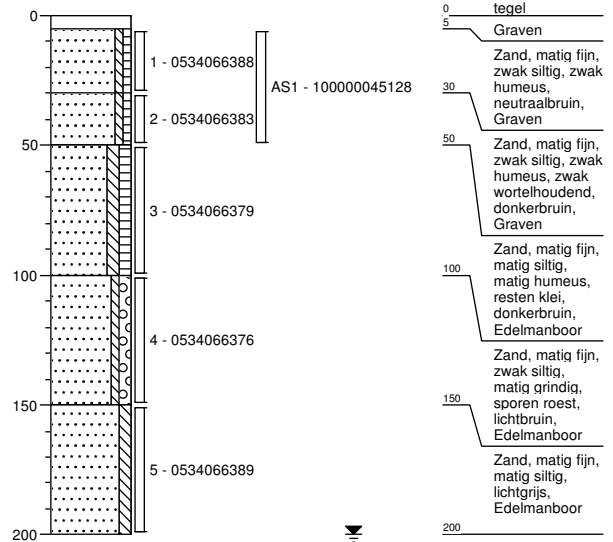 0
50
100
150
200
1 - 0534066388
2 - 0534066383
3 - 0534066379
4 - 0534066376
5 - 0534066389
AS1 - 100000045128
0
tegel
5
Graven
Zand, matig fijn,
zwak siltig, zwak
humeus,
neutraalbruin,
Graven
30
Zand, matig fijn,
zwak siltig, zwak
humeus, zwak
wortelhoudend,
donkerbruin,
Graven
50
Zand, matig fijn,
matig siltig,
matig humeus,
resten klei,
donkerbruin,
Edelmanboor
100
Zand, matig fijn,
zwak siltig,
matig grindig,
sporen roest,
lichtbruin,
Edelmanboor
150
Zand, matig fijn,
matig siltig,
lichtgrijs,
Edelmanboor
200